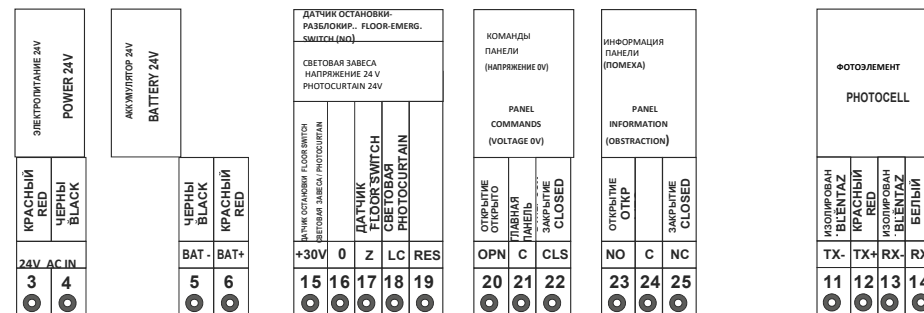 ЭЛЕКТРОПИТАНИЕ 24V
POWER 24V
КРАСНЫЙ
RED
ЧЕРНЫ
BLACK
24V AC IN
3 4
АККУМУЛЯТОР 24V
BATTERY 24V
ЧЕРНЫ
BLACK
КРАСНЫЙ
RED
BAT - BAT+
5 6
ДАТЧИК ОСТАНОВКИ-
РАЗБЛОКИР.. FLOOR-EMERG.
SWITCH (NO)
СВЕТОВАЯ ЗАВЕСА
НАПРЯЖЕНИЕ 24 V
PHOTOCURTAIN 24V
ДАТЧИК ОСТАНОВКИ FLOOR SWITCH
СВЕТОВАЯ ЗАВЕСА / PHOTOCURTAIN
ДАТЧИК
FLOOR SWITCH
СВЕТОВАЯ
PHOTOCURTAIN
+30V 0 Z LC RES
15 16 17 18 19
КОМАНДЫ
ПАНЕЛИ
(НАПРЯЖЕНИЕ 0V)
PANEL
COMMANDS
(VOLTAGE 0V)
ОТКРЫТИЕ
ОТКРЫТО
ГЛАВНАЯ
ПАНЕЛЬ
ЗАКРЫТИЕ
CLOSED
OPN C CLS
20 21 22
ИНФОРМАЦИЯ
ПАНЕЛИ
(ПОМЕХА)
PANEL
INFORMATION
(OBSTRACTION)
ОТКРЫТИЕ
ОТКР
ЗАКРЫТИЕ
CLOSED
NO C NC
23 24 25
ФОТОЭЛЕМЕНТ
PHOTOCELL
ИЗОЛИРОВАН
BLENTAZ
КРАСНЫЙ
RED
ИЗОЛИРОВАН
BLENTAZ
БЕЛЫЙ
TX- TX+ RX- RX
11 12 13 14